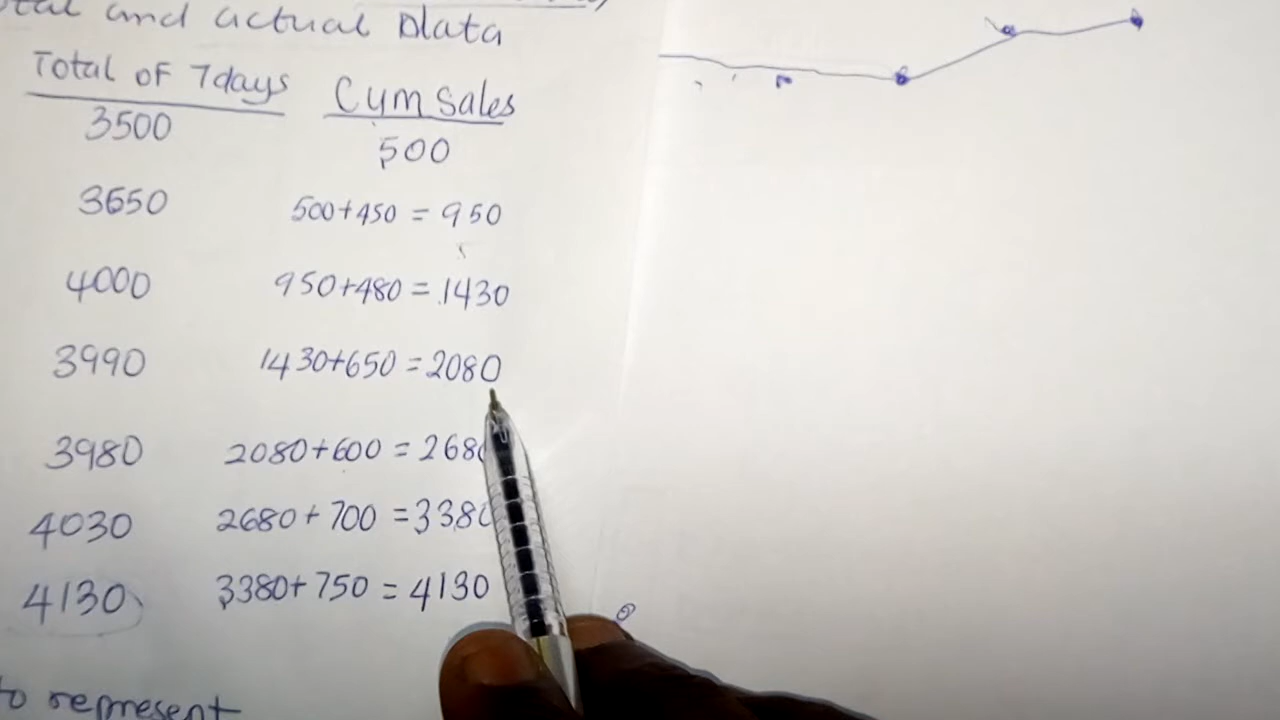 and actual Data
Total of 7days Cum Sales
3500 500
3650 500+450 = 950
4000 950+480 = 1430
3990 1430+650 = 2080
3980 2080+600 = 268
4030 2680+700 = 338
4130 3380+750 = 4130
to represent